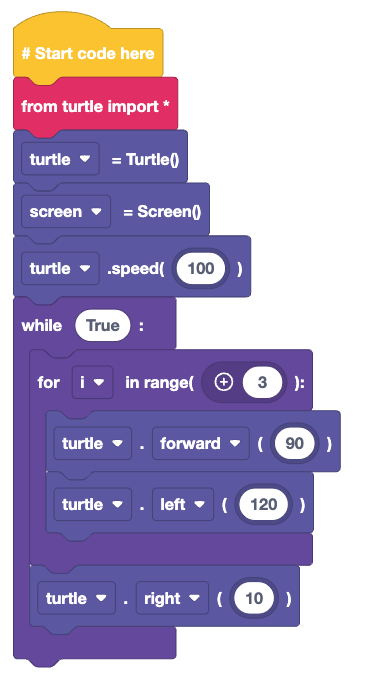 # Start code here
from turtle import *
turtle = Turtle()
screen = Screen()
turtle .speed( 100 )
while True :
for i in range( 3 ):
turtle . forward ( 90 )
turtle . left ( 120 )
turtle . right ( 10 )